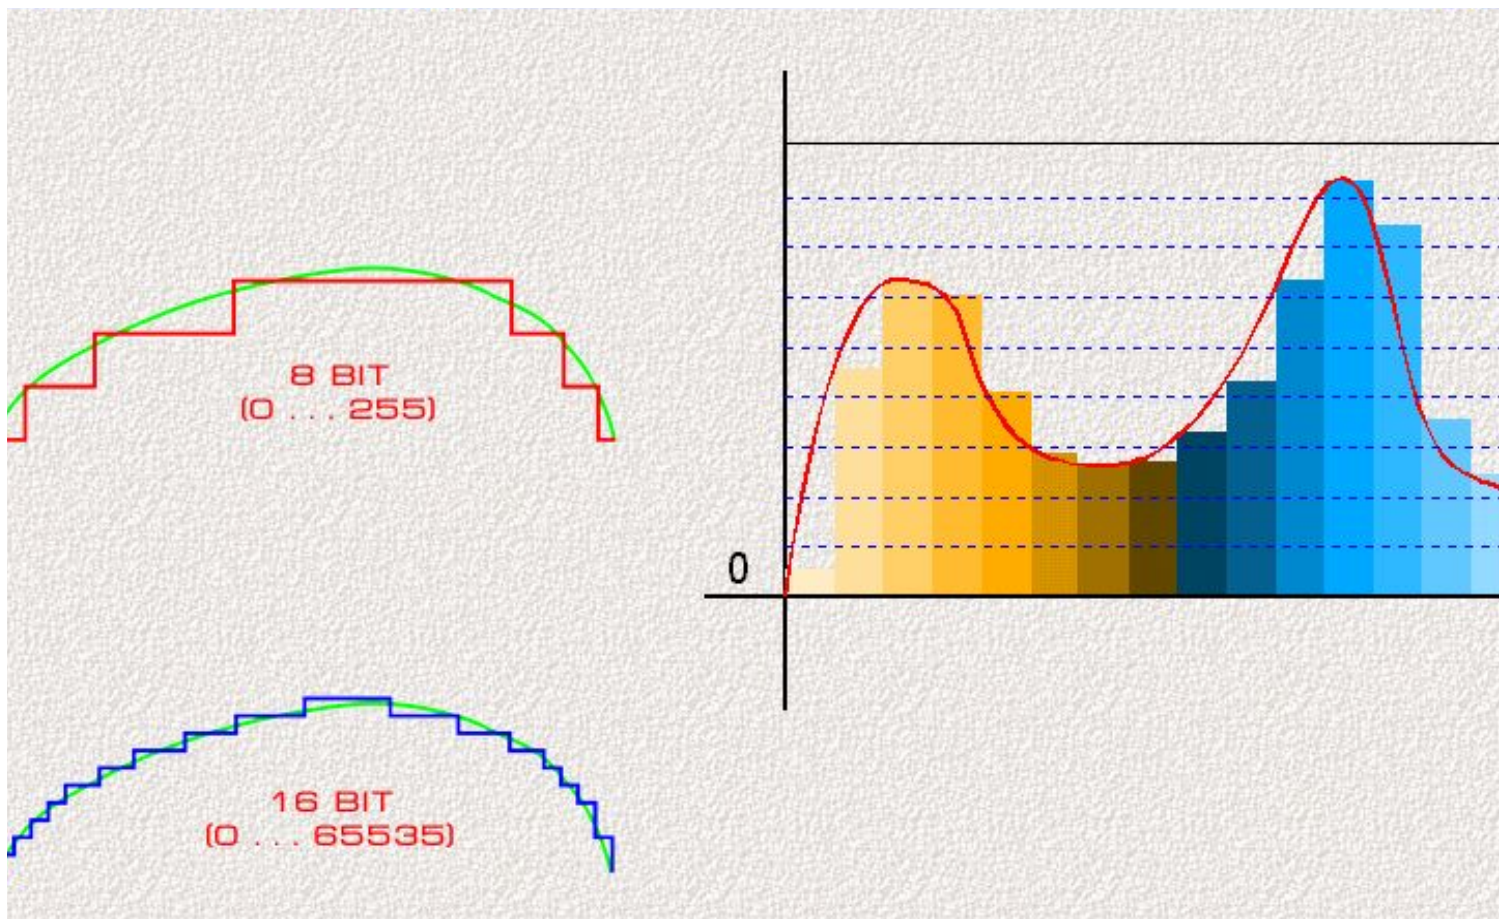 8 BIT
(0 . . . 255)
0
16 BIT
(0 . . . 65535)